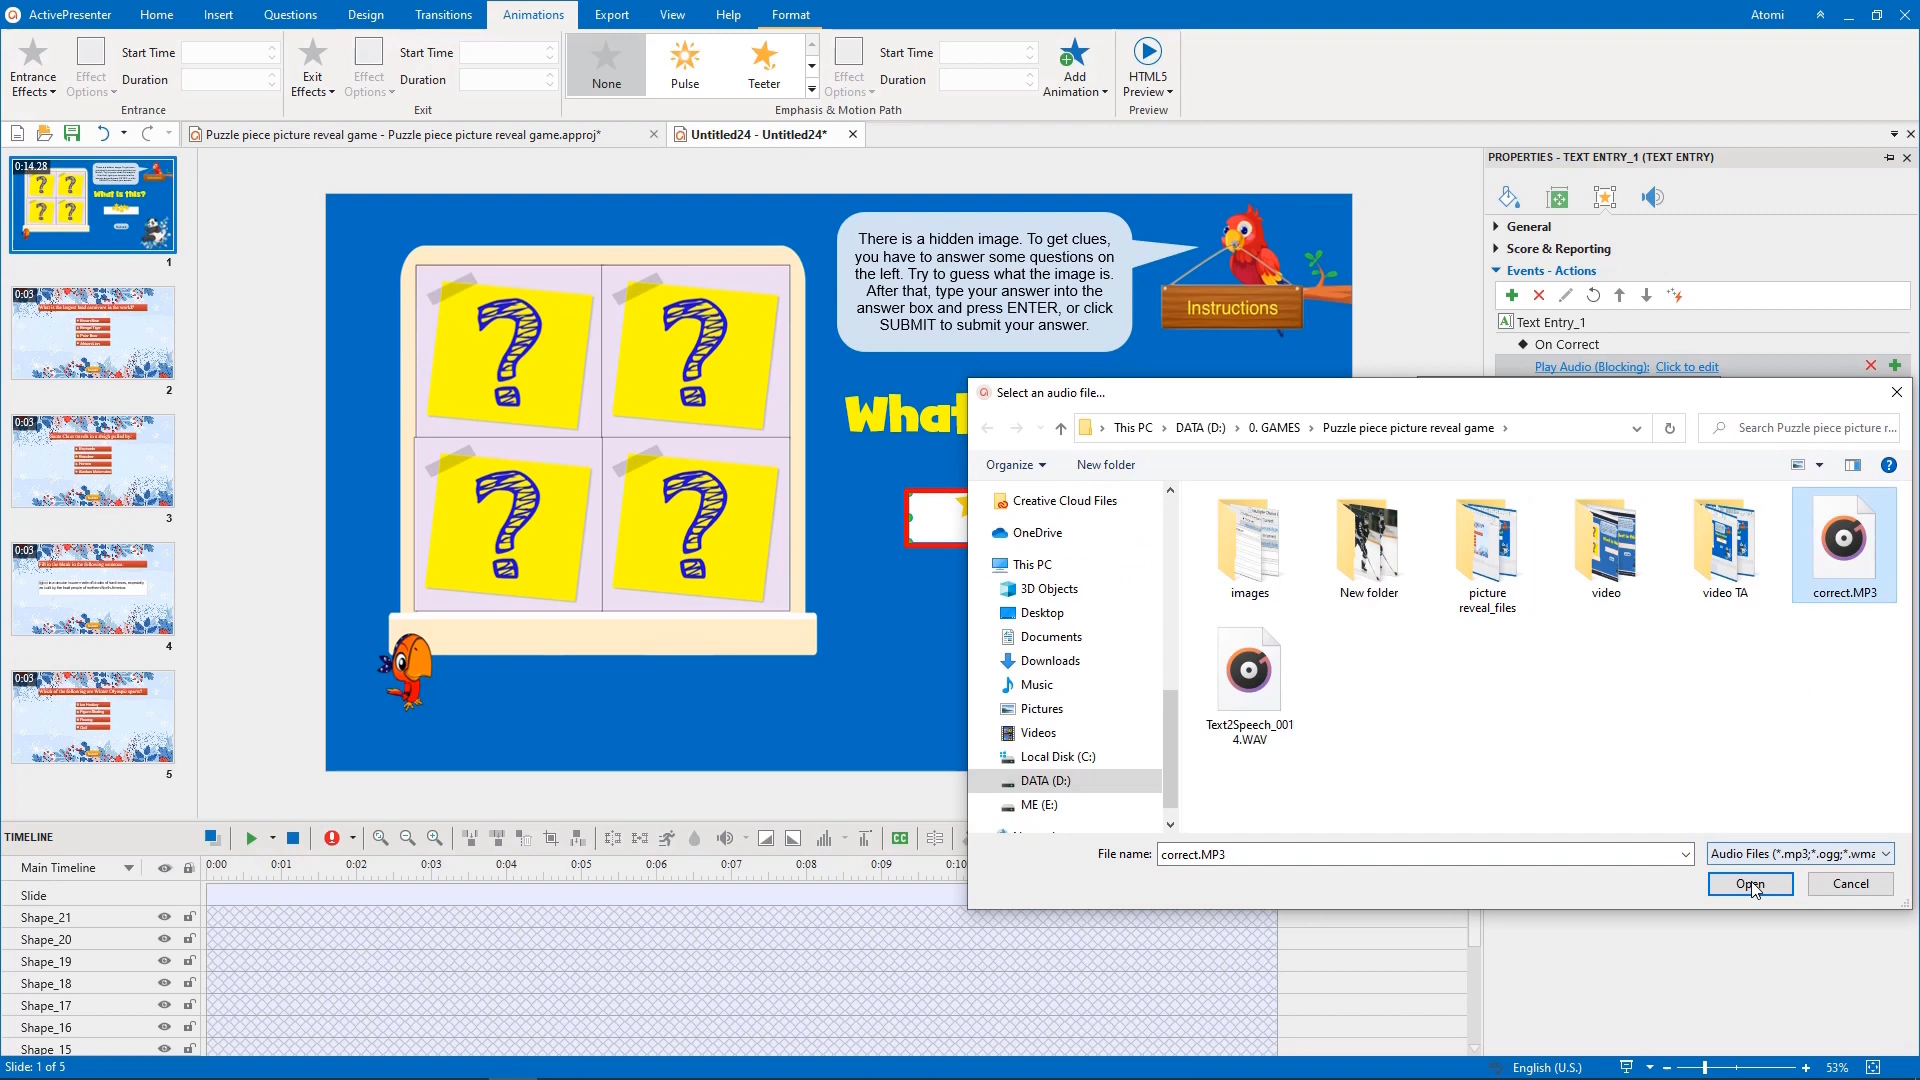 ActivePresenter
Home
Insert
Questions
Design
Transitions
Animations
Export
View
Help
Format
Atomi
Entrance Effects
Effect Options
Start Time
Duration
Entrance
Exit Effects
Effect Options
Start Time
Duration
Exit
None
Pulse
Teeter
Effect Options
Start Time
Duration
Emphasis & Motion Path
Add Animation
HTML5 Preview
Preview
Puzzle piece picture reveal game - Puzzle piece picture reveal game.approj*
Untitled24 - Untitled24*
0:14.28
What is this?
1
0:03
2
0:03
3
0:03
4
0:03
5
There is a hidden image. To get clues,
you have to answer some questions on
the left. Try to guess what the image is.
After that, type your answer into the
answer box and press ENTER, or click
SUBMIT to submit your answer.
Instructions
What
? ?
? ?
PROPERTIES - TEXT ENTRY_1 (TEXT ENTRY)
General
Score & Reporting
Events - Actions
Text Entry_1
On Correct
Play Audio (Blocking): Click to edit
Select an audio file...
This PC
DATA (D:)
0. GAMES
Puzzle piece picture reveal game
Search Puzzle piece picture r...
Organize
New folder
Creative Cloud Files
OneDrive
This PC
3D Objects
Desktop
Documents
Downloads
Music
Pictures
Videos
Local Disk (C:)
DATA (D:)
ME (E:)
images
New folder
picture
reveal_files
video
video TA
correct.MP3
Text2Speech_001
4.WAV
File name:
correct.MP3
Audio Files (*.mp3;*.ogg;*.wma
Open
Cancel
TIMELINE
CC
Main Timeline
0:00 0:01 0:02 0:03 0:04 0:05 0:06 0:07 0:08 0:09 0:10
Slide
Shape_21
Shape_20
Shape_19
Shape_18
Shape_17
Shape_16
Shape_15
Slide: 1 of 5
English (U.S.)
53%